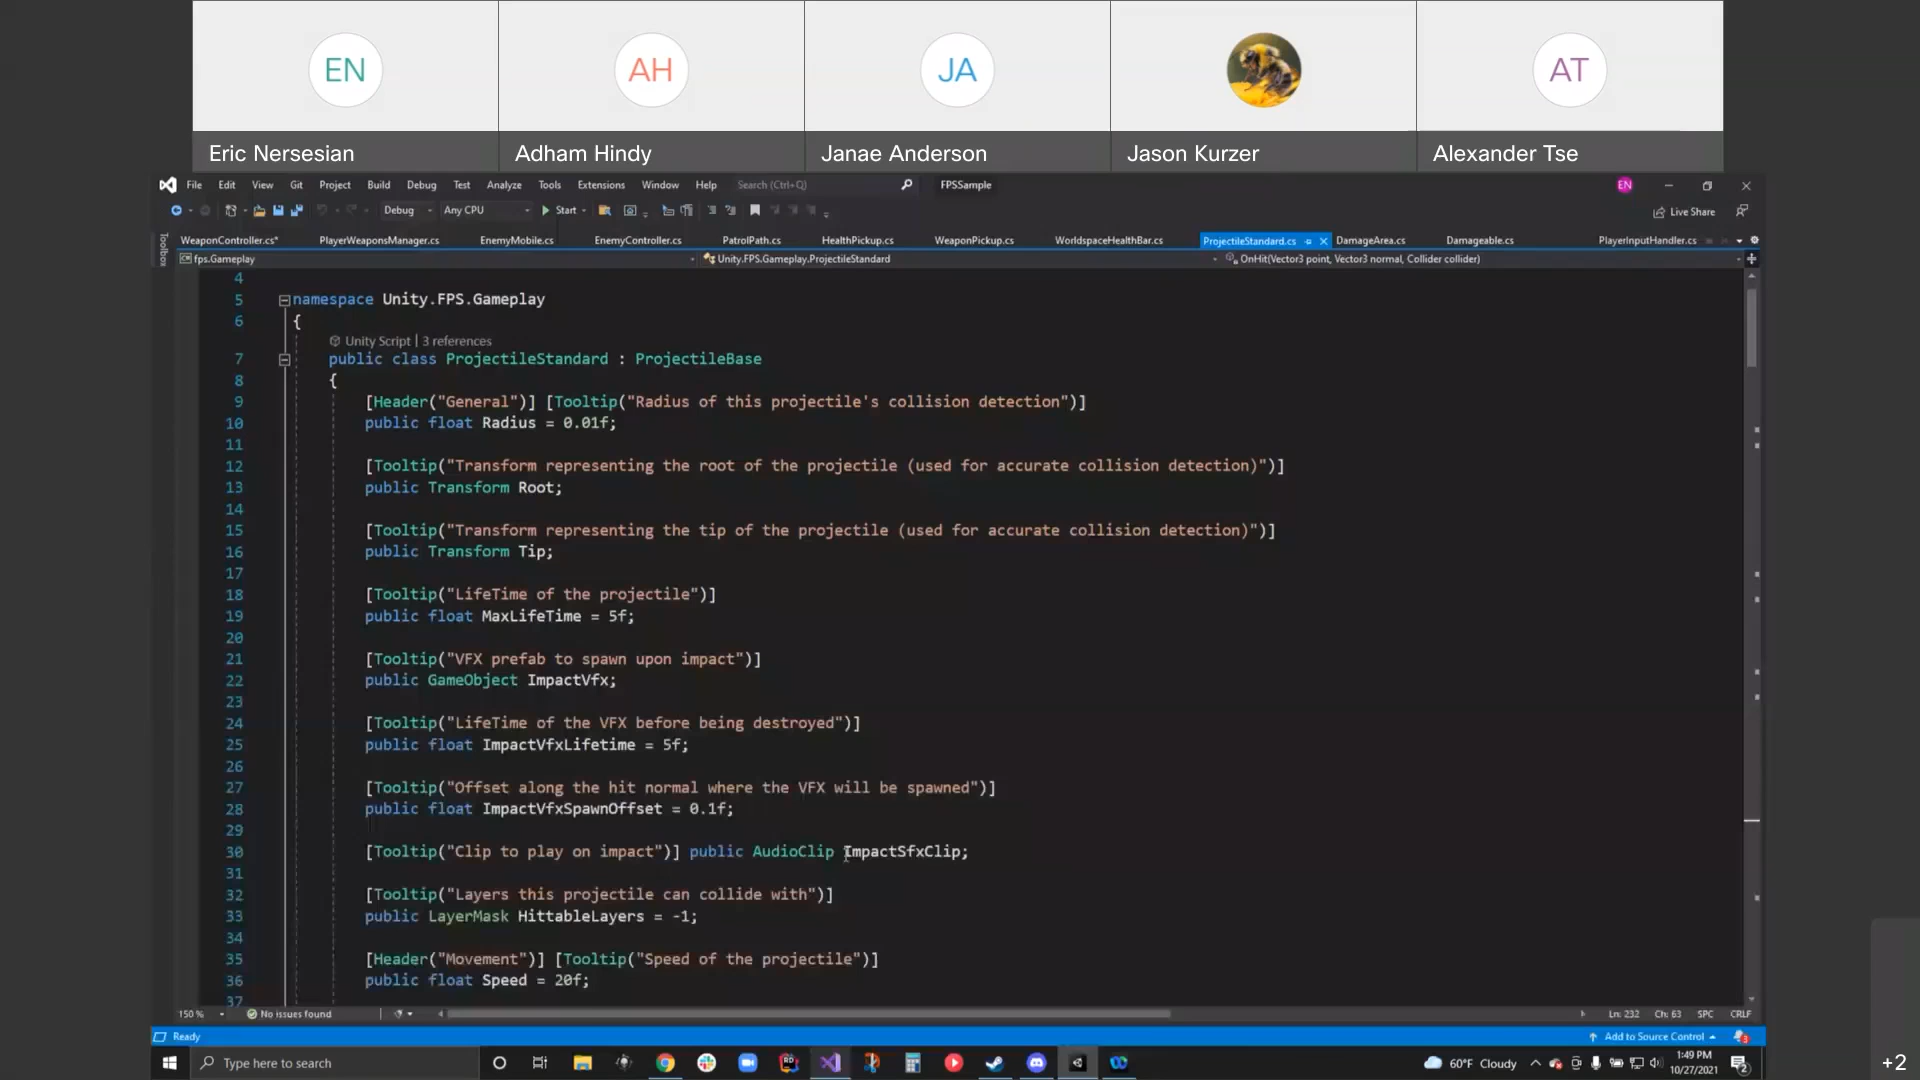 EN
AH
JA
AT
Eric Nersesian
Adham Hindy
Janae Anderson
Jason Kurzer
Alexander Tse
File Edit View Git Project Build Debug Test Analyze Tools Extensions Window Help Search (Ctrl+Q) FPSSample EN
Debug Any CPU Start Live Share
Toolbox
WeaponController.cs* PlayerWeaponsManager.cs EnemyMobile.cs EnemyController.cs PatrolPath.cs HealthPickup.cs WeaponPickup.cs WorldspaceHealthBar.cs ProjectileStandard.cs DamageArea.cs Damageable.cs PlayerInputHandler.cs
fps.Gameplay Unity.FPS.Gameplay.ProjectileStandard OnHit(Vector3 point, Vector3 normal, Collider collider)
4
5 namespace Unity.FPS.Gameplay
6 {
Unity Script | 3 references
7 public class ProjectileStandard : ProjectileBase
8 {
9 [Header("General")] [Tooltip("Radius of this projectile's collision detection")]
10 public float Radius = 0.01f;
11
12 [Tooltip("Transform representing the root of the projectile (used for accurate collision detection)")]
13 public Transform Root;
14
15 [Tooltip("Transform representing the tip of the projectile (used for accurate collision detection)")]
16 public Transform Tip;
17
18 [Tooltip("LifeTime of the projectile")]
19 public float MaxLifeTime = 5f;
20
21 [Tooltip("VFX prefab to spawn upon impact")]
22 public GameObject ImpactVfx;
23
24 [Tooltip("LifeTime of the VFX before being destroyed")]
25 public float ImpactVfxLifetime = 5f;
26
27 [Tooltip("Offset along the hit normal where the VFX will be spawned")]
28 public float ImpactVfxSpawnOffset = 0.1f;
29
30 [Tooltip("Clip to play on impact")] public AudioClip ImpactSfxClip;
31
32 [Tooltip("Layers this projectile can collide with")]
33 public LayerMask HittableLayers = -1;
34
35 [Header("Movement")] [Tooltip("Speed of the projectile")]
36 public float Speed = 20f;
37
150 % No issues found Ln: 232 Ch: 63 SPC CRLF
Ready Add to Source Control 3
Type here to search RD 60°F Cloudy 1:49 PM
10/27/2021 2
+2